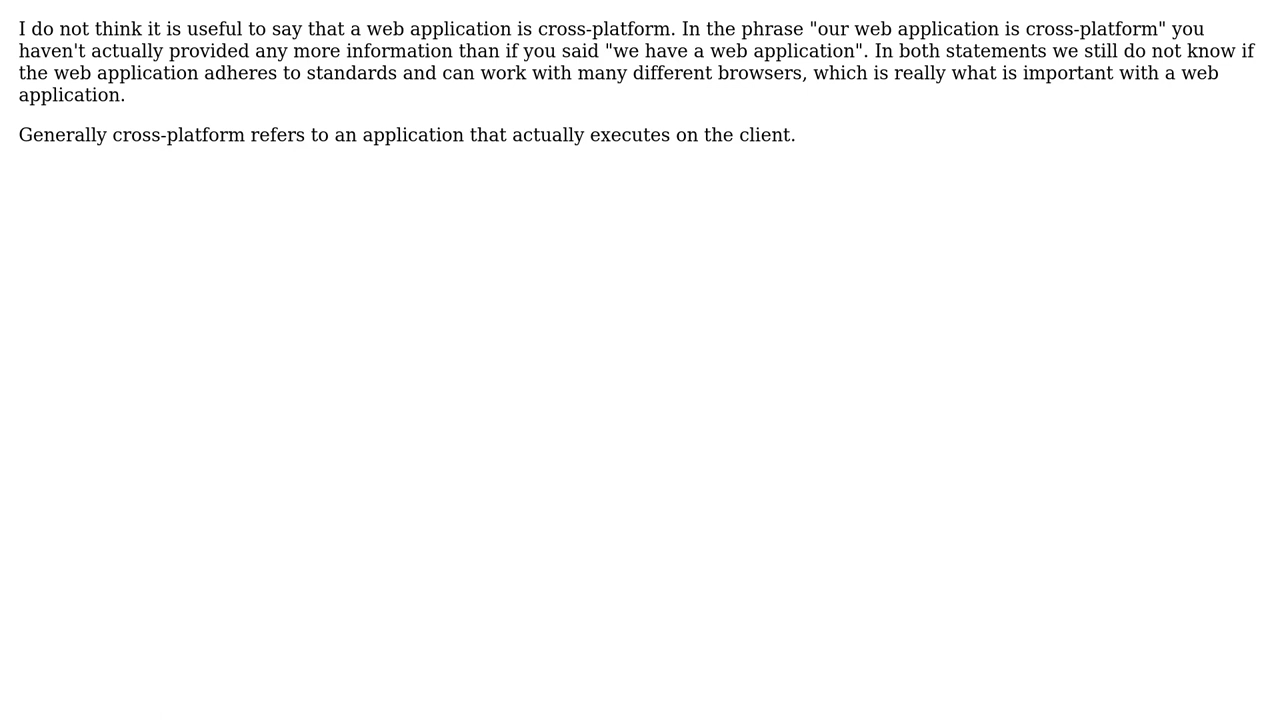 I do not think it is useful to say that a web application is cross-platform. In the phrase "our web application is cross-platform" you
haven't actually provided any more information than if you said "we have a web application". In both statements we still do not know if
the web application adheres to standards and can work with many different browsers, which is really what is important with a web
application.
Generally cross-platform refers to an application that actually executes on the client.